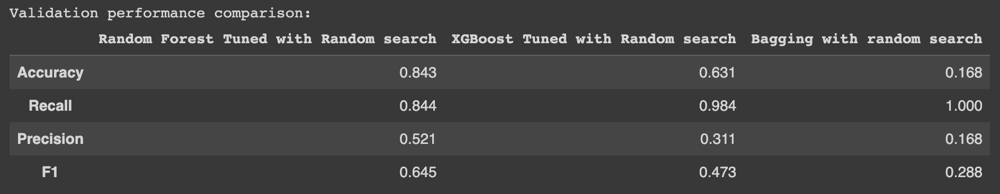 Validation performance comparison:
Random Forest Tuned with Random search XGBoost Tuned with Random search Bagging with random search
Accuracy 0.843 0.631 0.168
Recall 0.844 0.984 1.000
Precision 0.521 0.311 0.168
F1 0.645 0.473 0.288